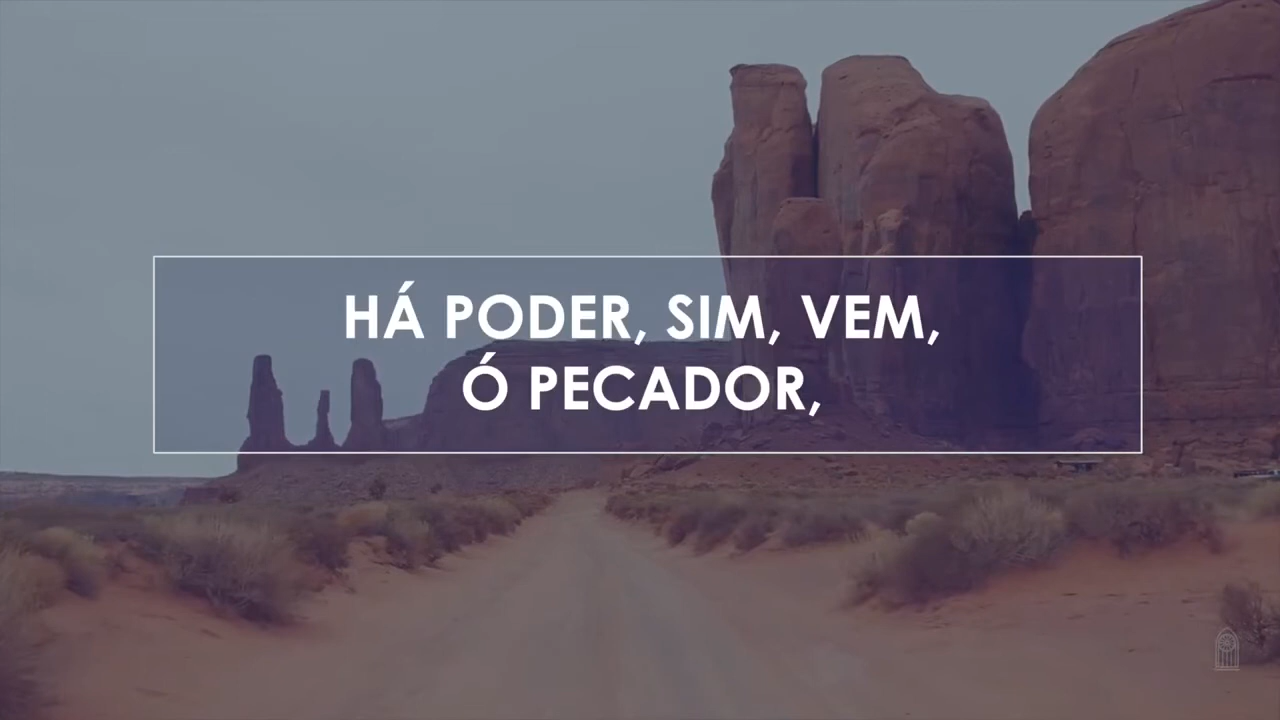 HÁ PODER, SIM, VEM,
Ó PECADOR,